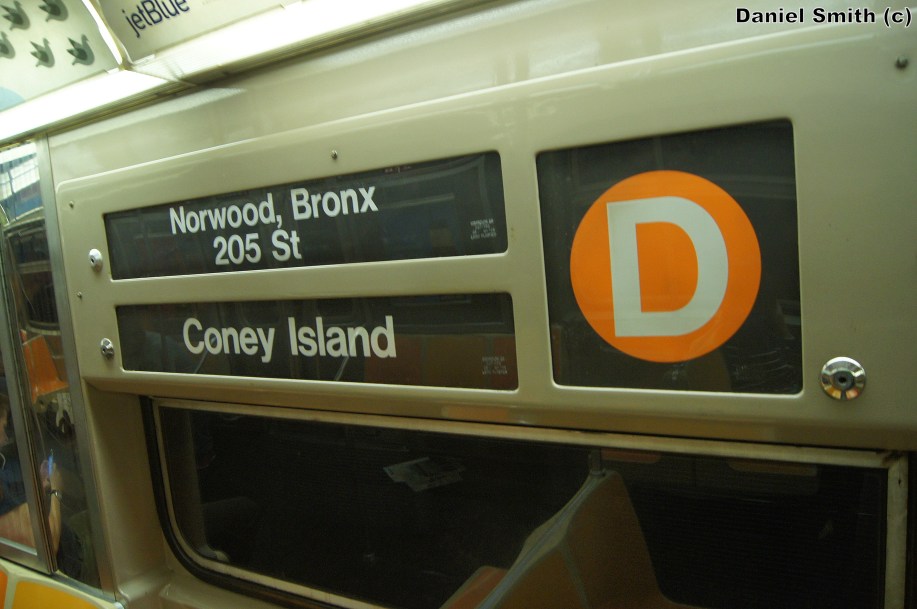 Daniel Smith (c)
jetBlue
Norwood, Bronx
205 St
D
Coney Island